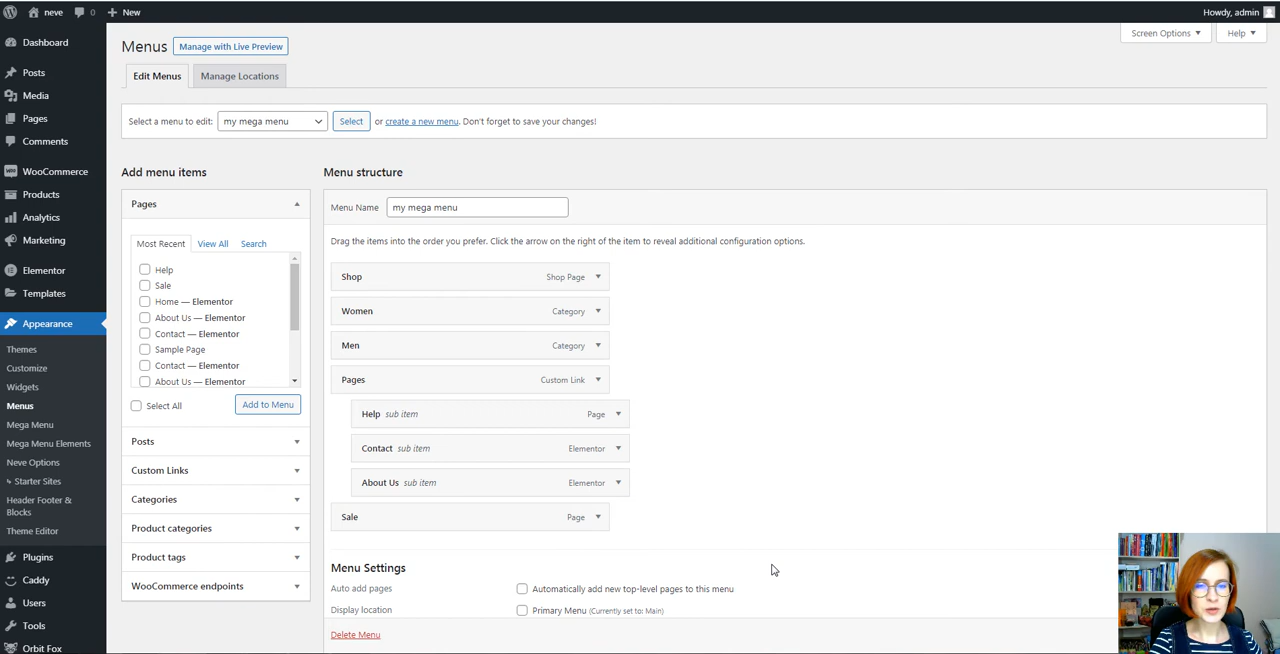 neve 0 New Howdy, admin
Dashboard
Posts
Media
Pages
Comments
WooCommerce
Products
Analytics
Marketing
Elementor
Templates
Appearance
Themes
Customize
Widgets
Menus
Mega Menu
Mega Menu Elements
Neve Options
↳ Starter Sites
Header Footer &
Blocks
Theme Editor
Plugins
Caddy
Users
Tools
Orbit Fox
Menus Manage with Live Preview
Screen Options ▼ Help ▼
Edit Menus Manage Locations
Select a menu to edit: my mega menu Select or create a new menu. Don't forget to save your changes!
Add menu items
Pages
Most Recent View All Search
Help
Sale
Home — Elementor
About Us — Elementor
Contact — Elementor
Sample Page
Contact — Elementor
About Us — Elementor
Select All Add to Menu
Posts
Custom Links
Categories
Product categories
Product tags
WooCommerce endpoints
Menu structure
Menu Name my mega menu
Drag the items into the order you prefer. Click the arrow on the right of the item to reveal additional configuration options.
Shop Shop Page
Women Category
Men Category
Pages Custom Link
Help sub item Page
Contact sub item Elementor
About Us sub item Elementor
Sale Page
Menu Settings
Auto add pages Automatically add new top-level pages to this menu
Display location Primary Menu (Currently set to: Main)
Delete Menu